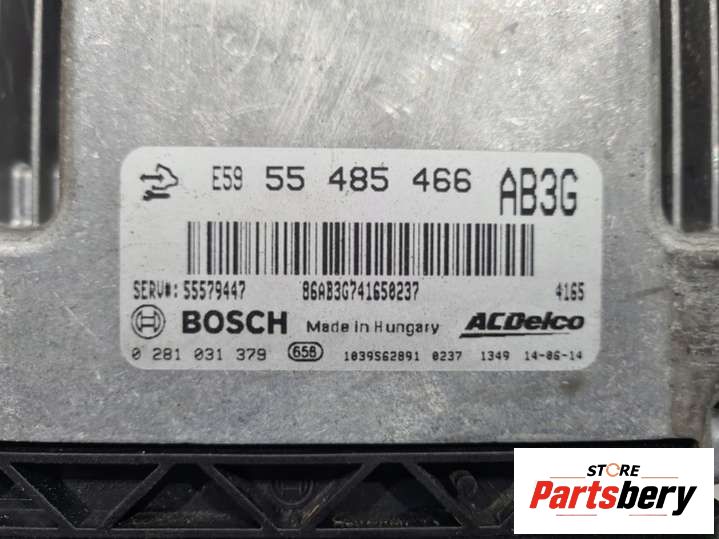 E59 55 485 466 AB3G
SERV#: 55579447 86AB3G741650237 4165
BOSCH Made in Hungary ACDelco
0 281 031 379 658 1039S62891 0237 1349 14-06-14
STORE
Partsbery